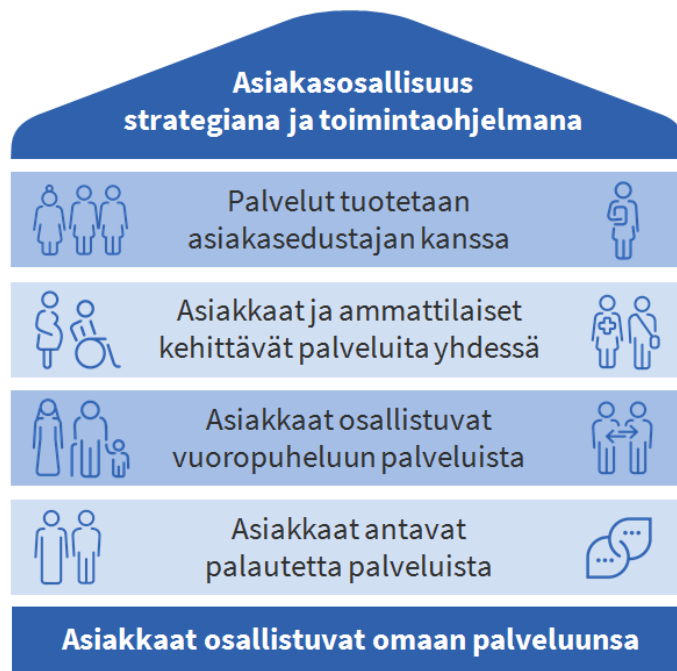 Asiakasosallisuus
strategiana ja toimintaohjelmana
Palvelut tuotetaan
asiakasedustajan kanssa
Asiakkaat ja ammattilaiset
kehittävät palveluita yhdessä
Asiakkaat osallistuvat
vuoropuheluun palveluista
Asiakkaat antavat
palautetta palveluista
Asiakkaat osallistuvat omaan palveluunsa